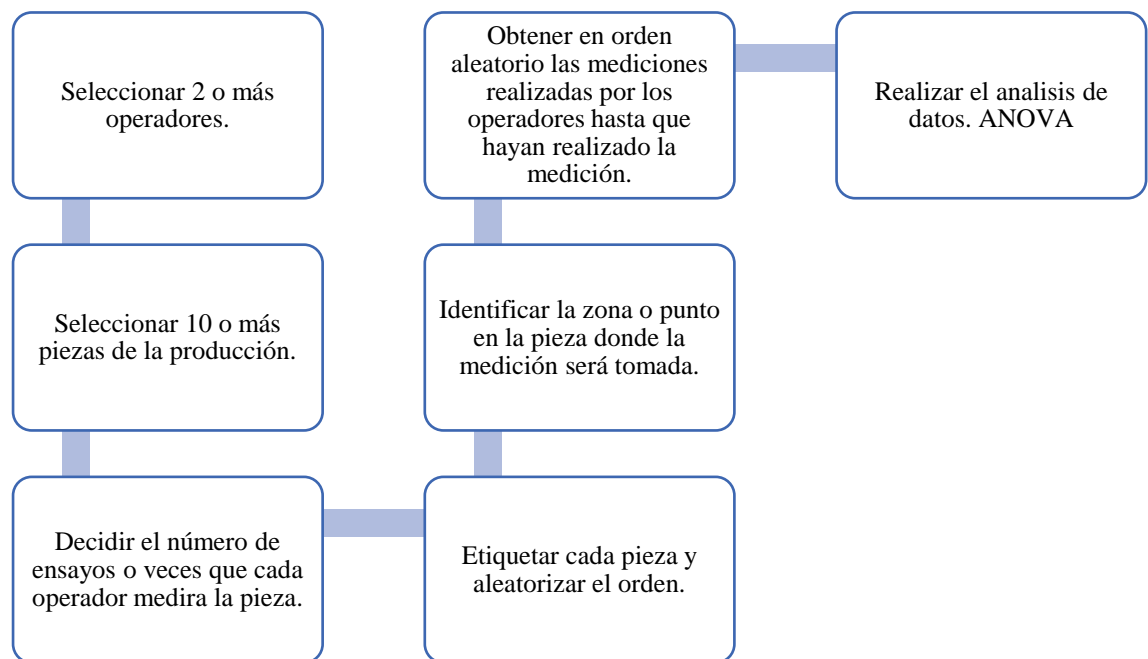 Seleccionar 2 o más
operadores.
Seleccionar 10 o más
piezas de la producción.
Decidir el número de
ensayos o veces que cada
operador medira la pieza.
Etiquetar cada pieza y
aleatorizar el orden.
Identificar la zona o punto
en la pieza donde la
medición será tomada.
Obtener en orden
aleatorio las mediciones
realizadas por los
operadores hasta que
hayan realizado la
medición.
Realizar el analisis de
datos. ANOVA